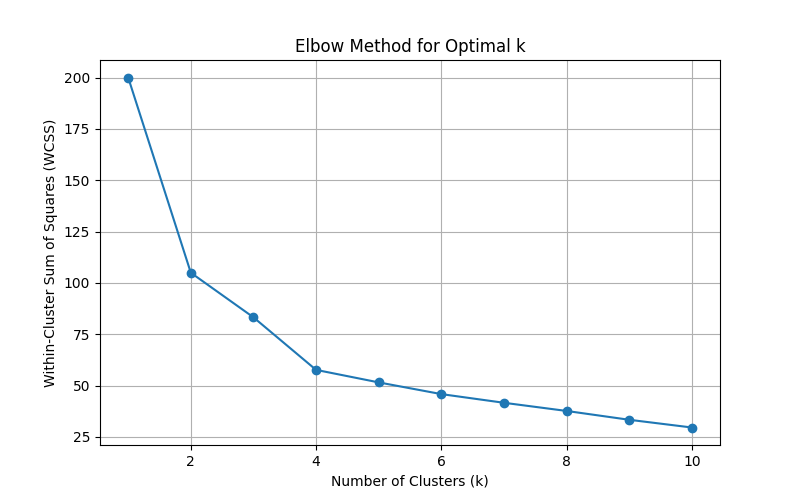 Elbow Method for Optimal k
Within-Cluster Sum of Squares (WCSS)
200
175
150
125
100
75
50
25
2 4 6 8 10
Number of Clusters (k)